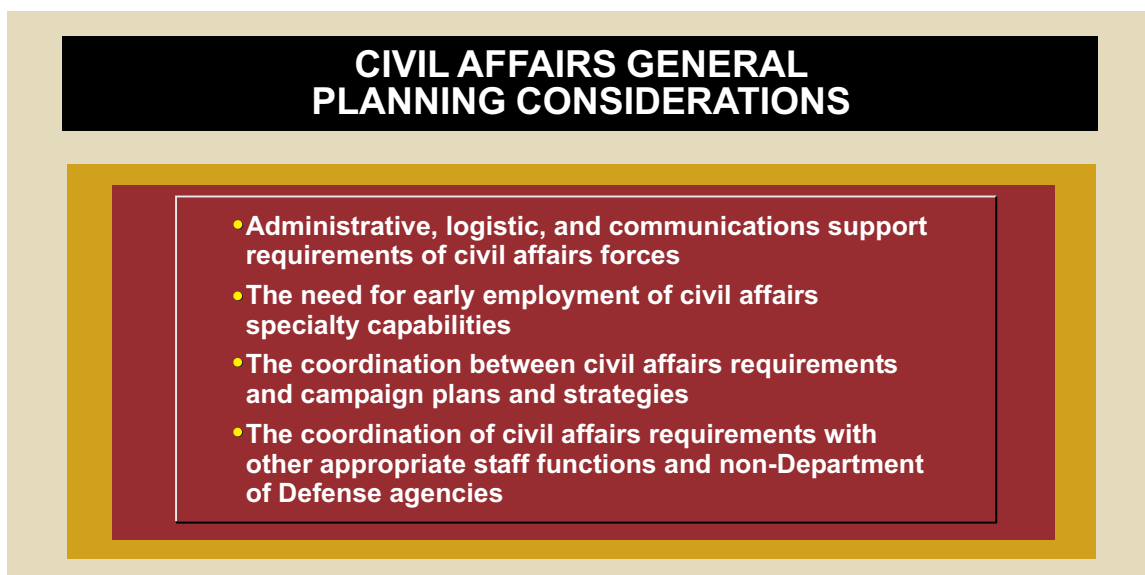 CIVIL AFFAIRS GENERAL
PLANNING CONSIDERATIONS
•Administrative, logistic, and communications support
requirements of civil affairs forces
•The need for early employment of civil affairs
specialty capabilities
•The coordination between civil affairs requirements
and campaign plans and strategies
•The coordination of civil affairs requirements with
other appropriate staff functions and non-Department
of Defense agencies